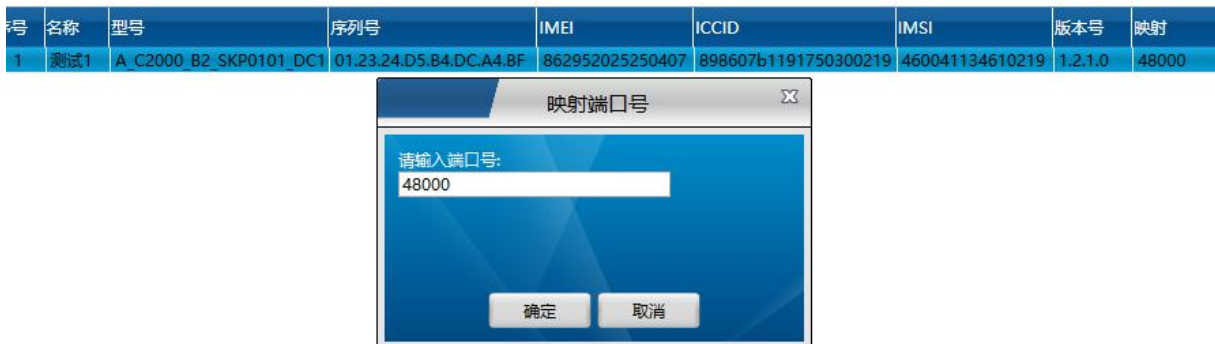 序号 名称 型号 序列号 IMEI ICCID IMSI 版本号 映射
1 测试1 A_C2000_B2_SKP0101_DC1 01.23.24.D5.B4.DC.A4.BF 862952025250407 898607b1191750300219 460041134610219 1.2.1.0 48000
映射端口号
请输入端口号:
48000
确定 取消